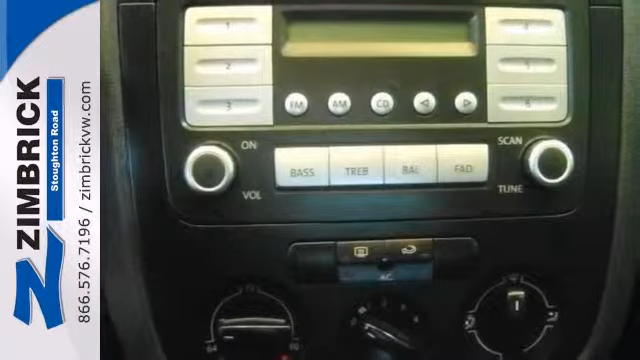 ZIMBRICK
Stoughton Road
866.576.7196 / zimbrickvw.com
1
2
3
4
5
6
FM
AM
CD
ON
VOL
BASS
TREB
BAL
FAD
SCAN
TUNE
AC